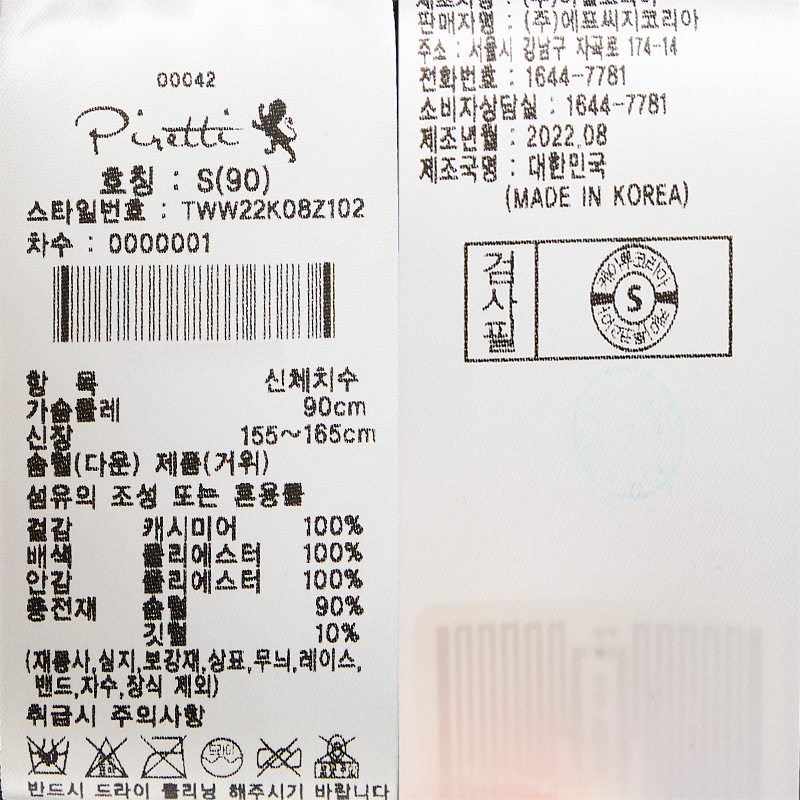 00042
Piretti
호칭 : S(90)
스타일번호 : TWW22K08Z102
차수 : 0000001
항 목 신체치수
가슴둘레 90cm
신장 155~165cm
솜털(다운) 제품(거위)
섬유의 조성 또는 혼용률
겉감 캐시미어 100%
배색 폴리에스터 100%
안감 폴리에스터 100%
충전재 솜털 90%
깃털 10%
(재봉사,심지,보강재,상표,무늬,레이스,
밴드,자수,장식 제외)
취급시 주의사항
드라이
반드시 드라이 클리닝 해주시기 바랍니다
판매자명 : (주)에프씨지코리아
주소 : 서울시 강남구 자곡로 174-14
전화번호 : 1644-7781
소비자상담실 : 1644-7781
제조년월 : 2022.08
제조국명 : 대한민국
(MADE IN KOREA)
검사필
S